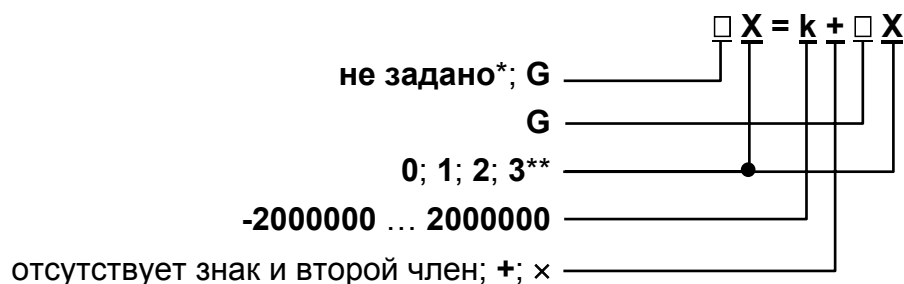 □ X = k + □ X
не задано*; G
G
0; 1; 2; 3**
-2000000 … 2000000
отсутствует знак и второй член; +; ×